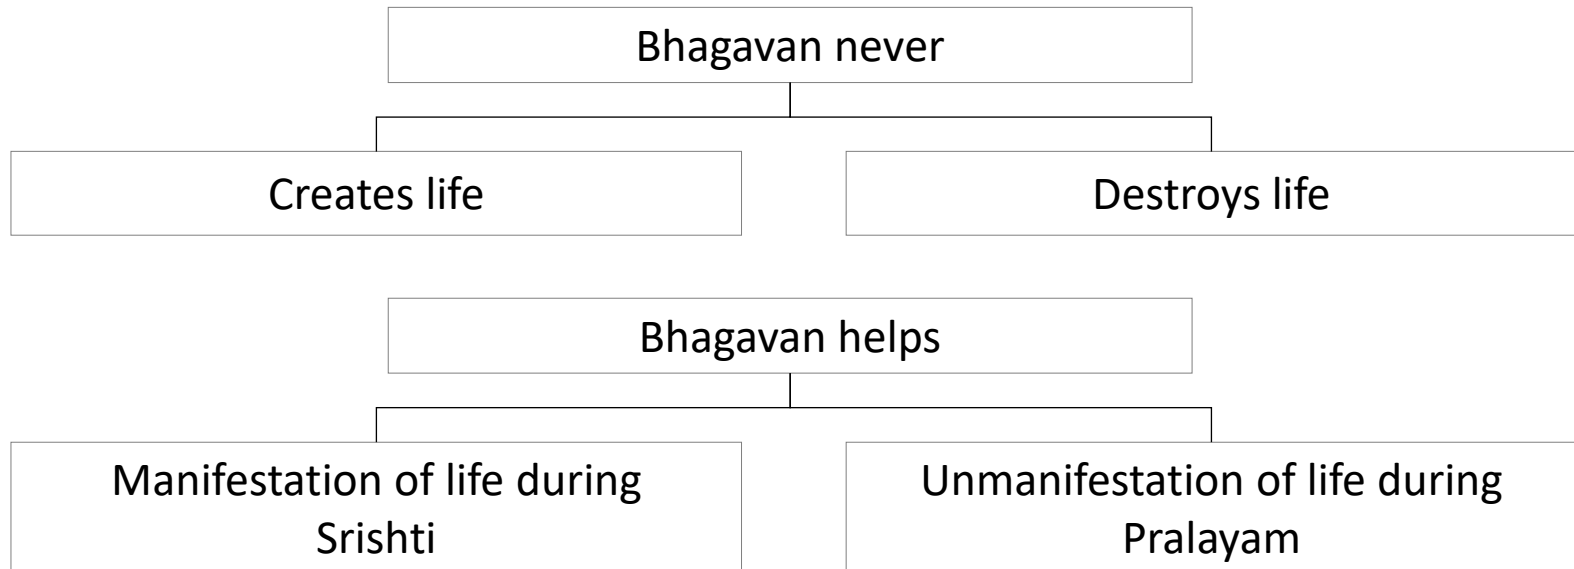 Bhagavan never
Creates life
Destroys life
Bhagavan helps
Manifestation of life during
Srishti
Unmanifestation of life during
Pralayam